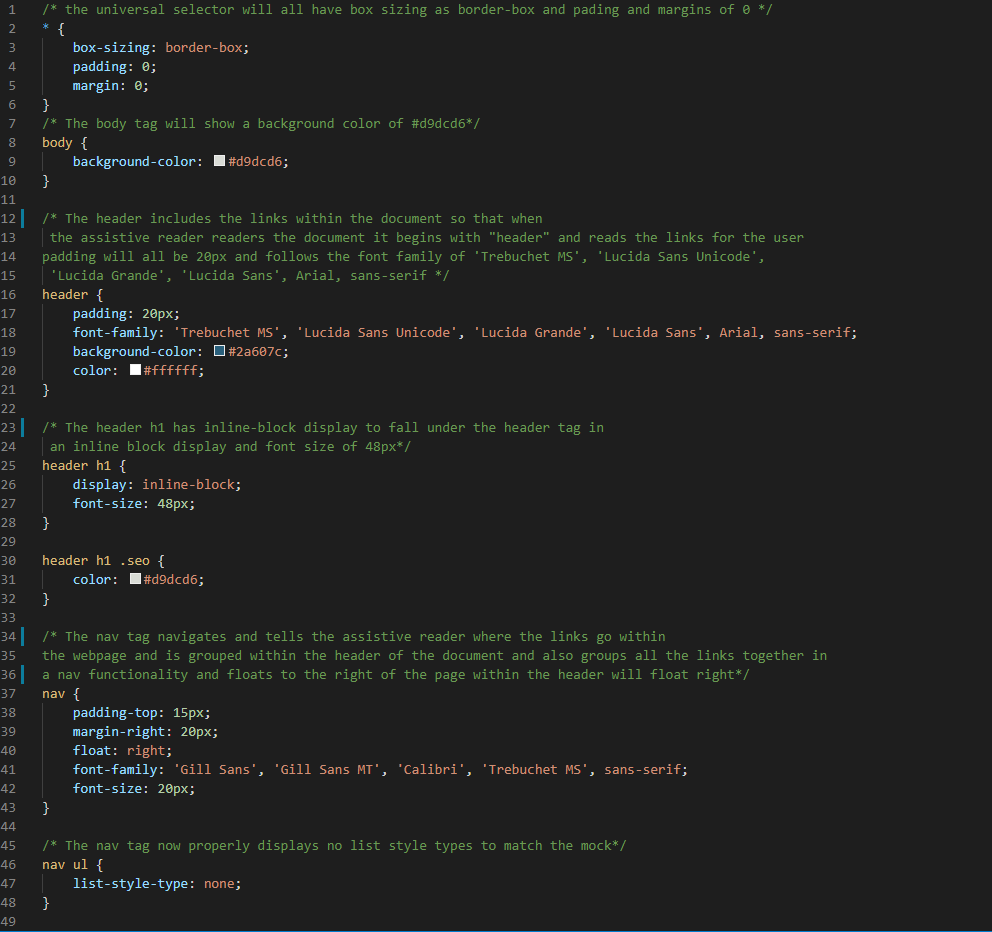 1 /* the universal selector will all have box sizing as border-box and pading and margins of 0 */
2 * {
3 box-sizing: border-box;
4 padding: 0;
5 margin: 0;
6 }
7 /* The body tag will show a background color of #d9dcd6*/
8 body {
9 background-color: #d9dcd6;
10 }
11
12 /* The header includes the links within the document so that when
13 the assistive reader readers the document it begins with "header" and reads the links for the user
14 padding will all be 20px and follows the font family of 'Trebuchet MS', 'Lucida Sans Unicode',
15 'Lucida Grande', 'Lucida Sans', Arial, sans-serif */
16 header {
17 padding: 20px;
18 font-family: 'Trebuchet MS', 'Lucida Sans Unicode', 'Lucida Grande', 'Lucida Sans', Arial, sans-serif;
19 background-color: #2a607c;
20 color: #ffffff;
21 }
22
23 /* The header h1 has inline-block display to fall under the header tag in
24 an inline block display and font size of 48px*/
25 header h1 {
26 display: inline-block;
27 font-size: 48px;
28 }
29
30 header h1 .seo {
31 color: #d9dcd6;
32 }
33
34 /* The nav tag navigates and tells the assistive reader where the links go within
35 the webpage and is grouped within the header of the document and also groups all the links together in
36 a nav functionality and floats to the right of the page within the header will float right*/
37 nav {
38 padding-top: 15px;
39 margin-right: 20px;
40 float: right;
41 font-family: 'Gill Sans', 'Gill Sans MT', 'Calibri', 'Trebuchet MS', sans-serif;
42 font-size: 20px;
43 }
44
45 /* The nav tag now properly displays no list style types to match the mock*/
46 nav ul {
47 list-style-type: none;
48 }
49